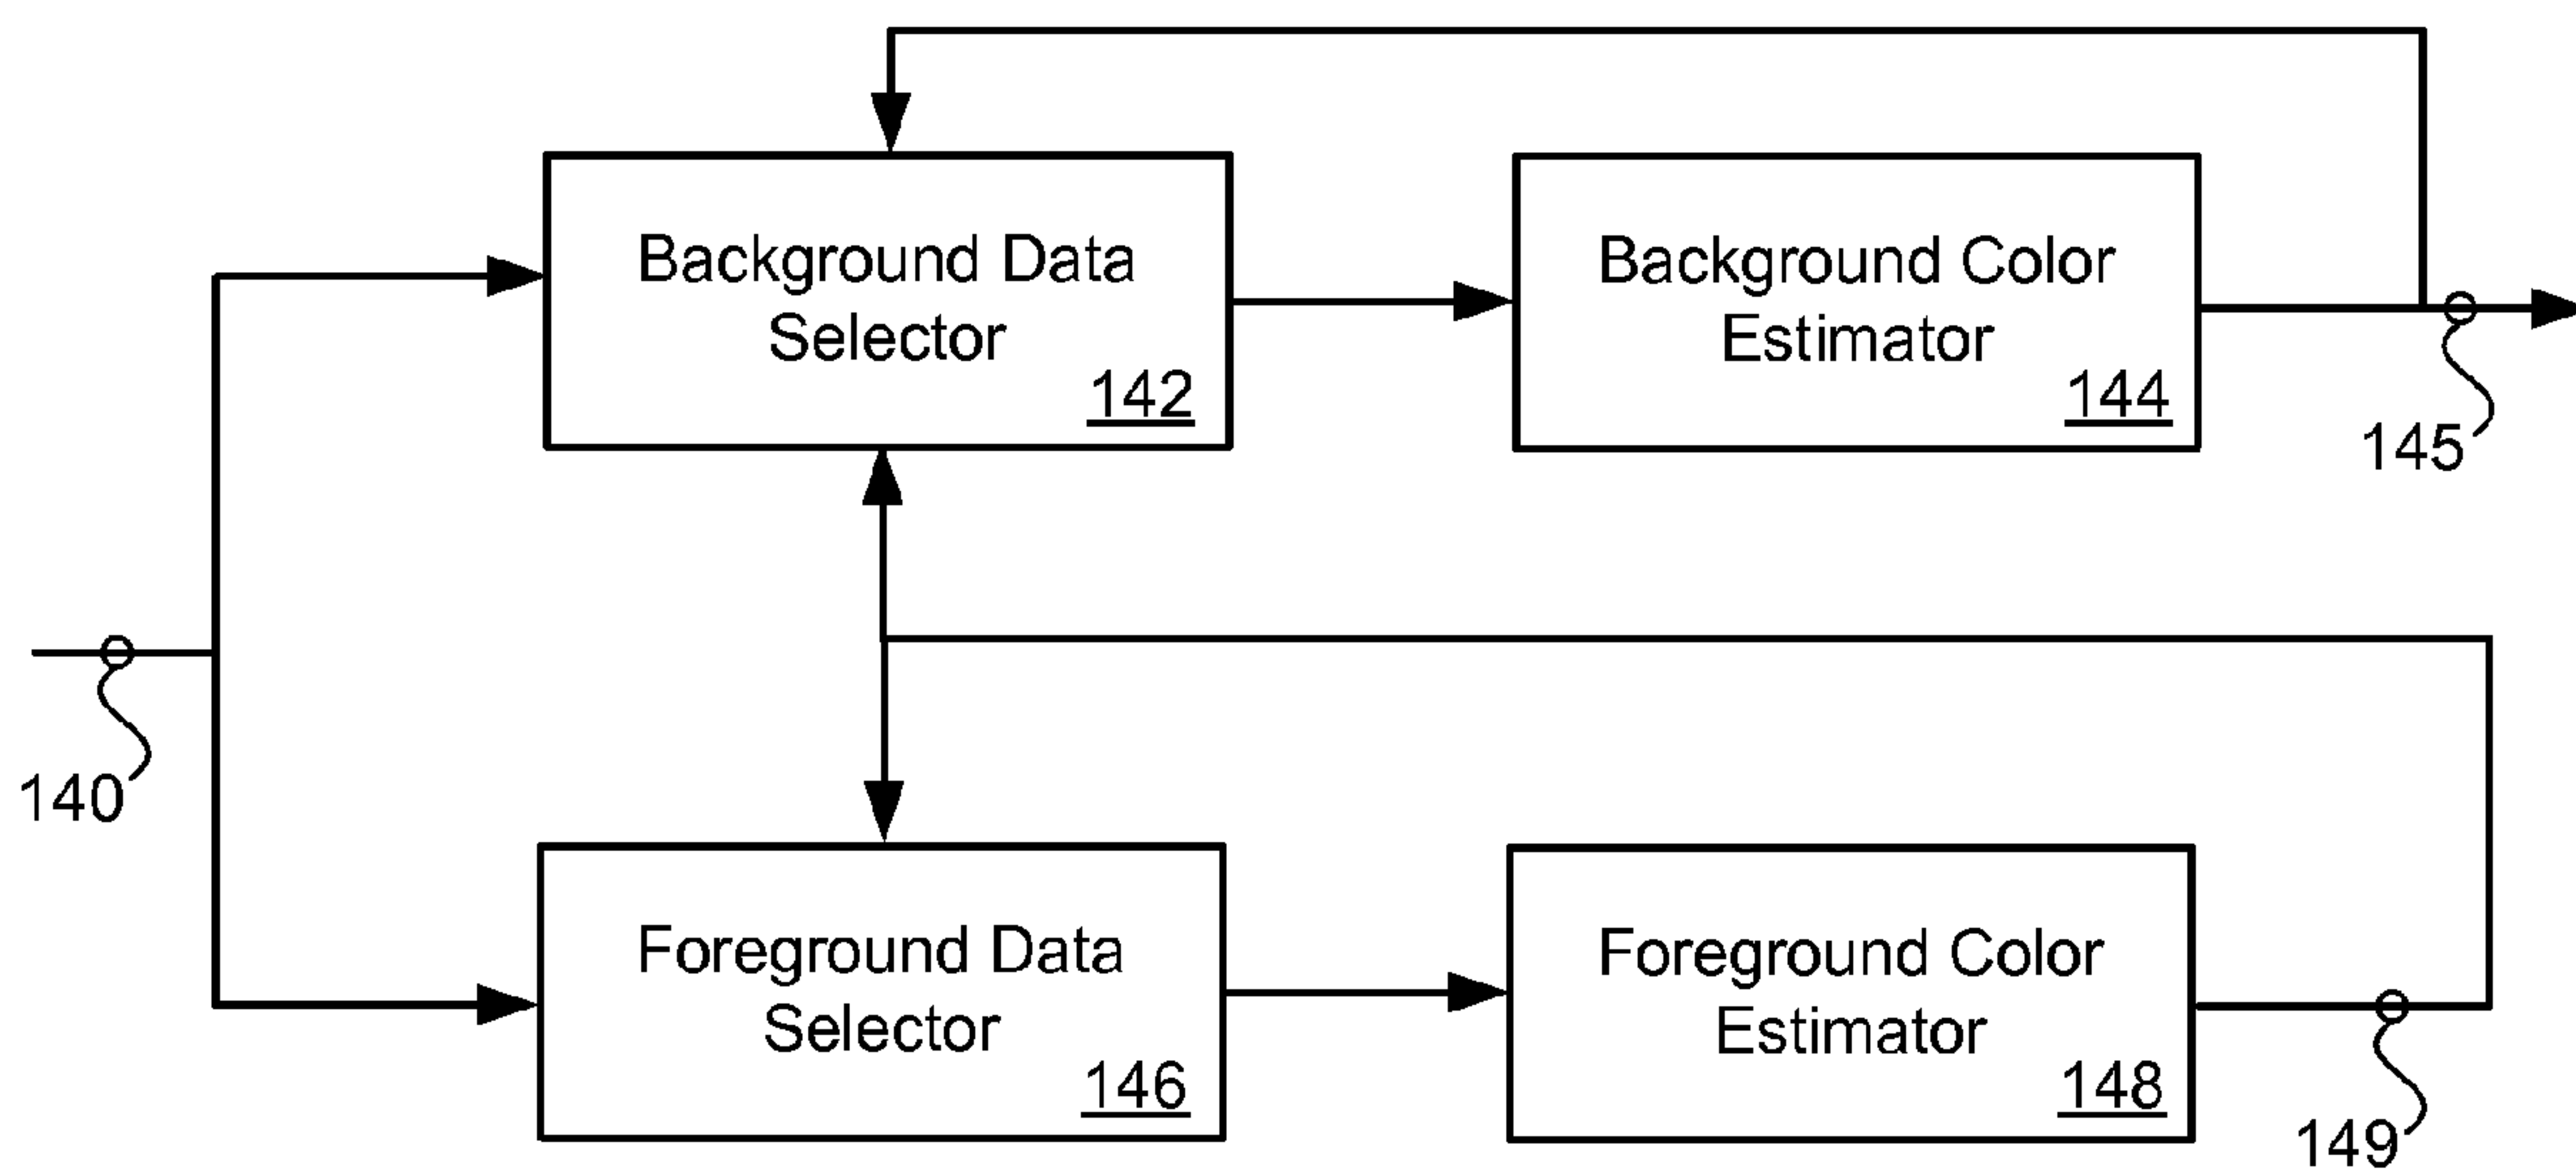 Background Data
Selector
142
Background Color
Estimator
144
145
140
Foreground Data
Selector
146
Foreground Color
Estimator
148
149